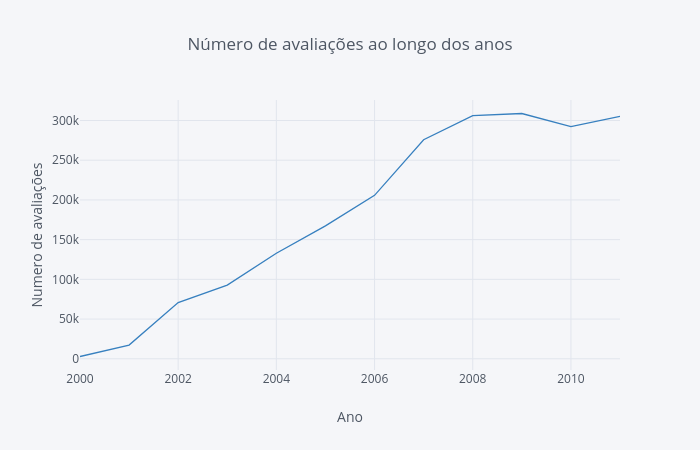 Número de avaliações ao longo dos anos
300k
250k
200k
150k
100k
50k
0
Numero de avaliações
2000 2002 2004 2006 2008 2010
Ano